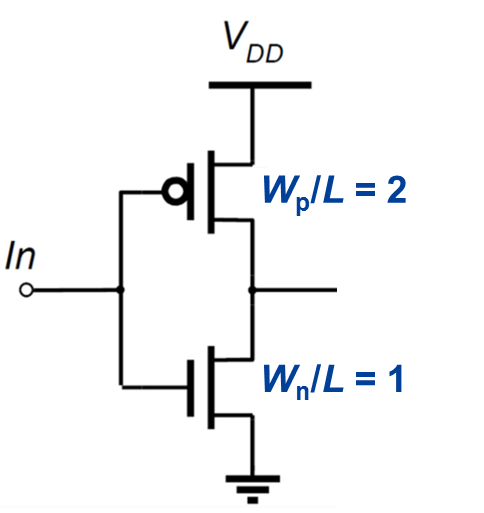 VDD
Wp/L = 2
In
Wn/L = 1